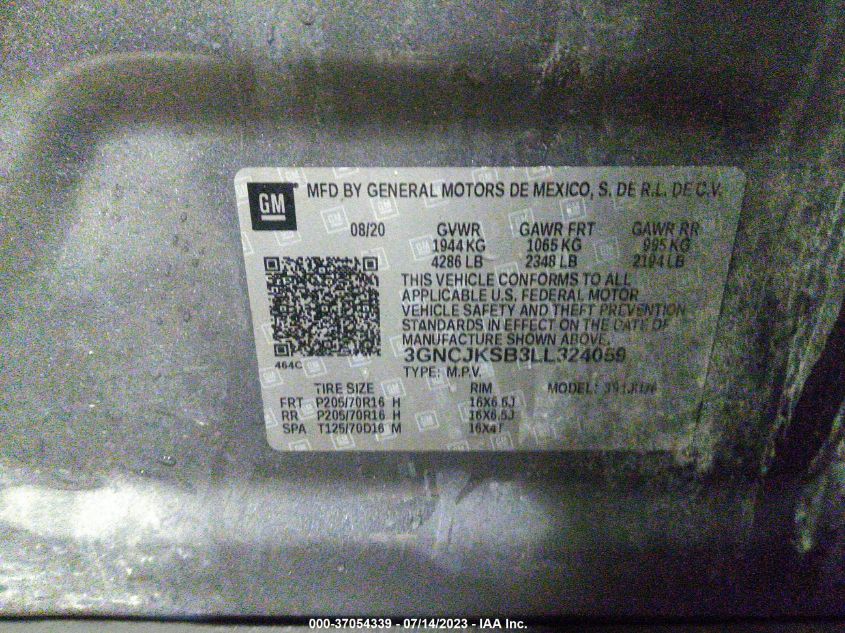 GM
MFD BY GENERAL MOTORS DE MEXICO, S. DE R.L. DE C.V.
08/20 GVWR GAWR FRT GAWR RR
1944 KG 1065 KG 995 KG
4286 LB 2348 LB 2194 LB
THIS VEHICLE CONFORMS TO ALL
APPLICABLE U.S. FEDERAL MOTOR
VEHICLE SAFETY AND THEFT PREVENTION
STANDARDS IN EFFECT ON THE DATE OF
MANUFACTURE SHOWN ABOVE.
464C
3GNCJKSB3LL324059
TYPE: M.P.V.
TIRE SIZE RIM MODEL:
FRT P205/70R16 H 16X6.5J
RR P205/70R16 H 16X6.5J
SPA T125/70D16 M 16X4T
000-37054339 - 07/14/2023 - IAA Inc.